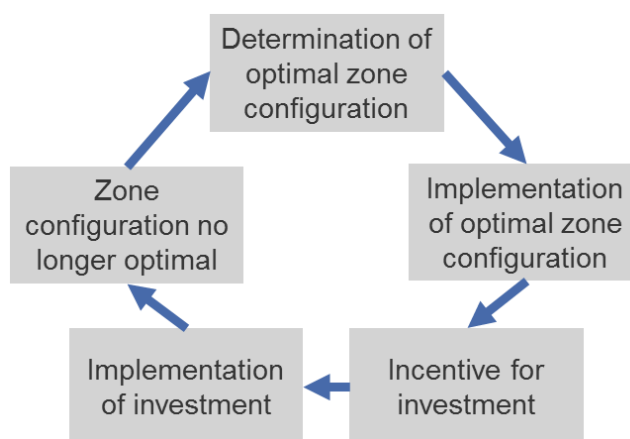 Determination of
optimal zone
configuration
Implementation
of optimal zone
configuration
Incentive for
investment
Implementation
of investment
Zone
configuration no
longer optimal